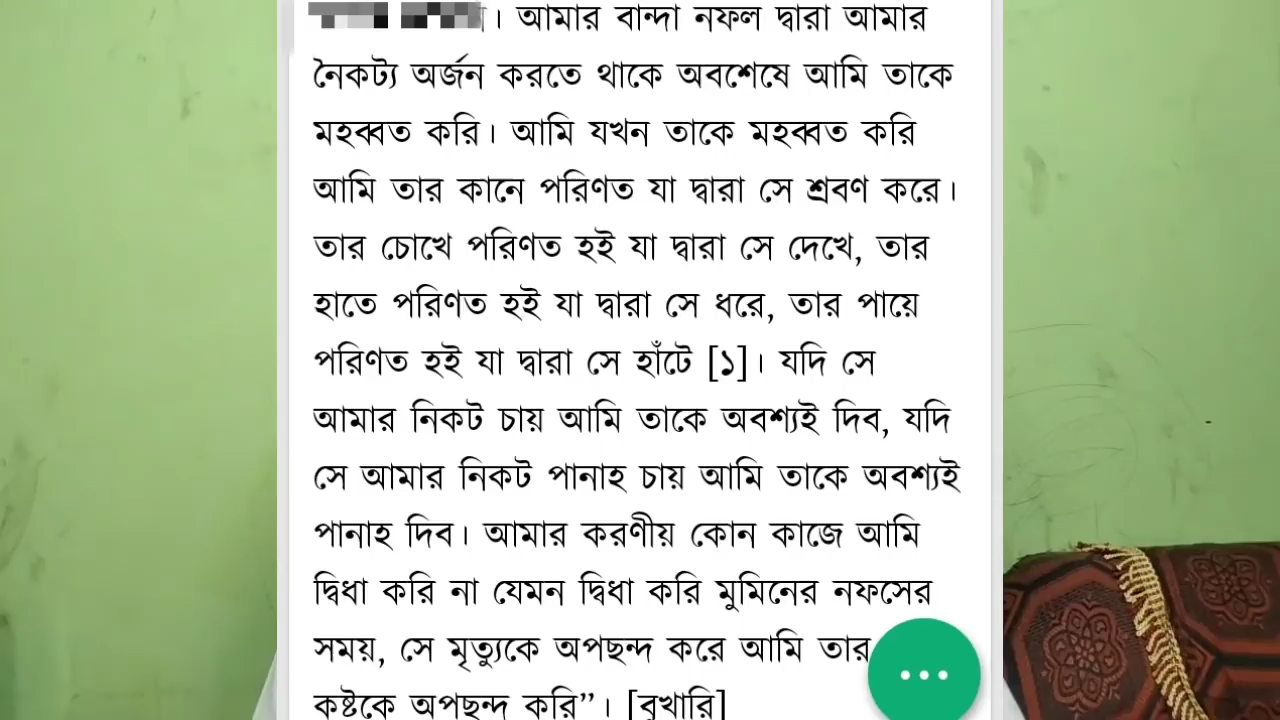 । আমার বান্দা নফল দ্বারা আমার
নৈকট্য অর্জন করতে থাকে অবশেষে আমি তাকে
মহব্বত করি। আমি যখন তাকে মহব্বত করি
আমি তার কানে পরিণত যা দ্বারা সে শ্রবণ করে।
তার চোখে পরিণত হই যা দ্বারা সে দেখে, তার
হাতে পরিণত হই যা দ্বারা সে ধরে, তার পায়ে
পরিণত হই যা দ্বারা সে হাঁটে [১]। যদি সে
আমার নিকট চায় আমি তাকে অবশ্যই দিব, যদি
সে আমার নিকট পানাহ চায় আমি তাকে অবশ্যই
পানাহ দিব। আমার করণীয় কোন কাজে আমি
দ্বিধা করি না যেমন দ্বিধা করি মুমিনের নফসের
সময়, সে মৃত্যুকে অপছন্দ করে আমি তার
কষ্টকে অপছন্দ করি”। [বুখারি]